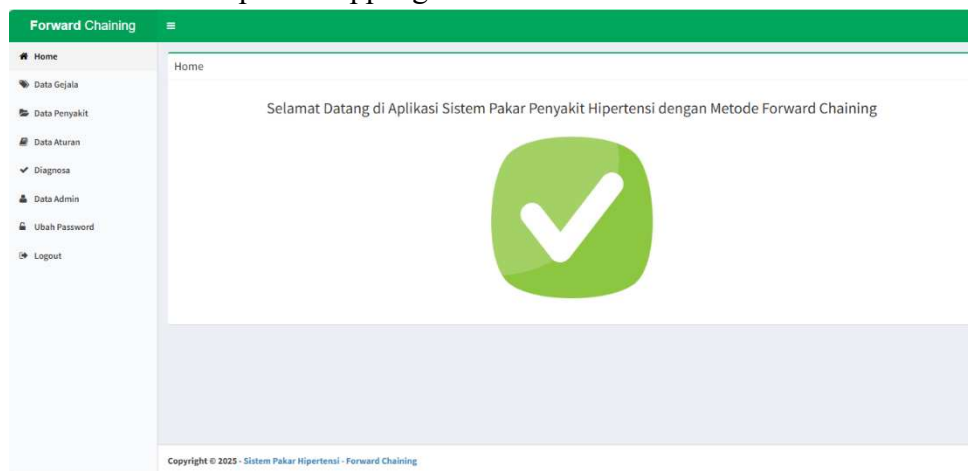 Forward Chaining
Home
Data Gejala
Data Penyakit
Data Aturan
Diagnosa
Data Admin
Ubah Password
Logout
Home
Selamat Datang di Aplikasi Sistem Pakar Penyakit Hipertensi dengan Metode Forward Chaining
Copyright © 2025 - Sistem Pakar Hipertensi - Forward Chaining